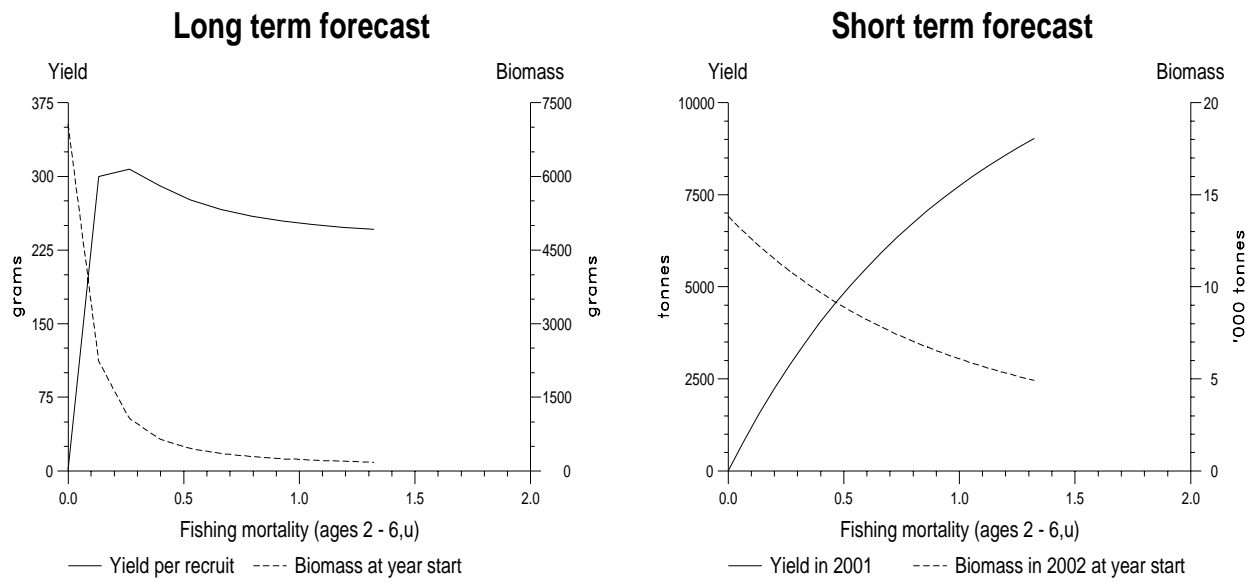 Long term forecast
Yield
Biomass
375
300
225
150
75
0
grams
7500
6000
4500
3000
1500
0
grams
0.0 0.5 1.0 1.5 2.0
Fishing mortality (ages 2 - 6,u)
Yield per recruit Biomass at year start
Short term forecast
Yield
Biomass
10000
7500
5000
2500
0
tonnes
20
15
10
5
0
'000 tonnes
0.0 0.5 1.0 1.5 2.0
Fishing mortality (ages 2 - 6,u)
Yield in 2001 Biomass in 2002 at year start